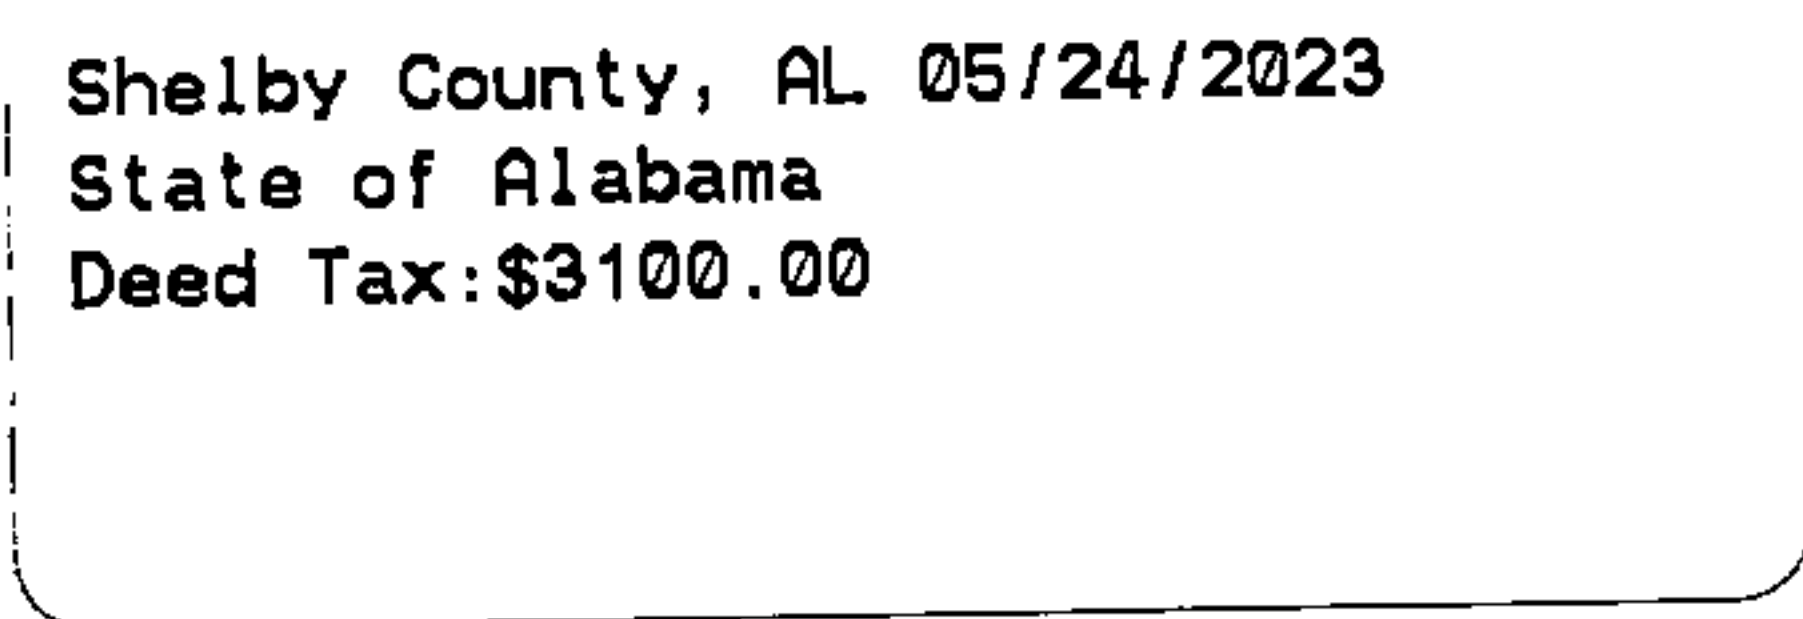 Shelby County, AL 05/24/2023
State of Alabama
Deed Tax:$3100.00